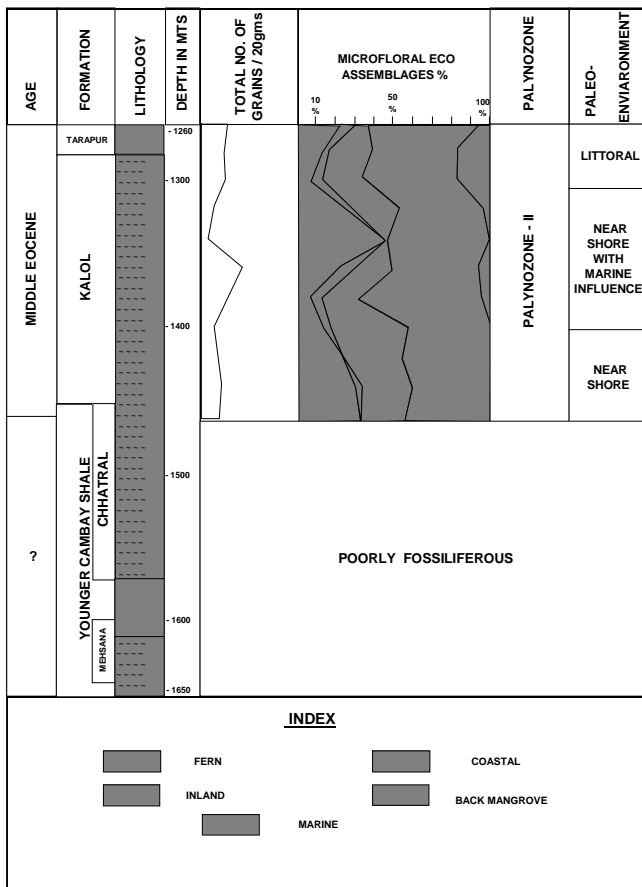 AGE
FORMATION
LITHOLOGY
DEPTH IN MTS
TOTAL NO. OF
GRAINS / 20gms
MICROFLORAL ECO
ASSEMBLAGES %
10
%
50
%
100
%
PALYNOZONE
PALEO-
ENVIARONMENT
MIDDLE EOCENE
?
TARAPUR
KALOL
YOUNGER CAMBAY SHALE
CHHATRAL
MEHSANA
- 1260
- 1300
- 1400
- 1500
- 1600
- 1650
PALYNOZONE - II
LITTORAL
NEAR
SHORE
WITH
MARINE
INFLUENCE
NEAR
SHORE
POORLY FOSSILIFEROUS
INDEX
FERN
COASTAL
INLAND
BACK MANGROVE
MARINE